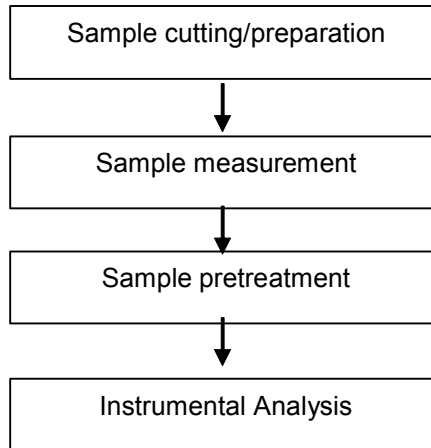 Sample cutting/preparation
Sample measurement
Sample pretreatment
Instrumental Analysis